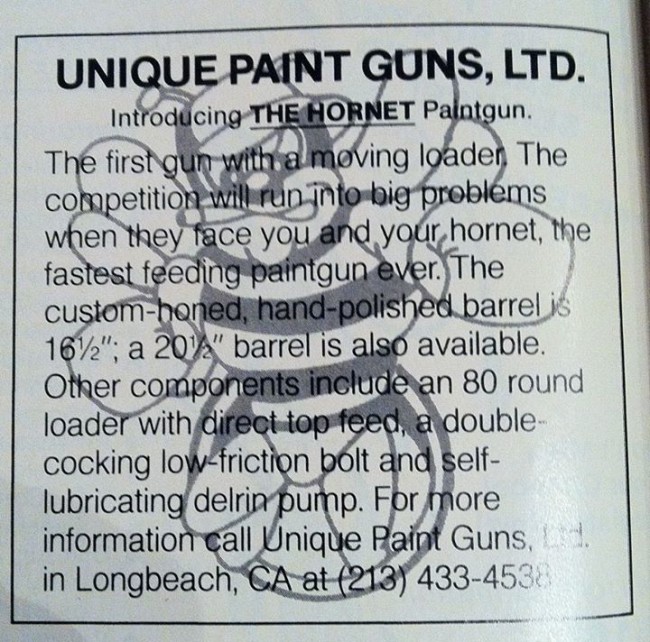 UNIQUE PAINT GUNS, LTD.
Introducing THE HORNET Paintgun.
The first gun with a moving loader. The
competition will run into big problems
when they face you and your hornet, the
fastest feeding paintgun ever. The
custom-honed, hand-polished barrel is
16½"; a 20½" barrel is also available.
Other components include an 80 round
loader with direct top feed, a double-
cocking low-friction bolt and self-
lubricating delrin pump. For more
information call Unique Paint Guns, Ltd.
in Longbeach, CA at (213) 433-4538